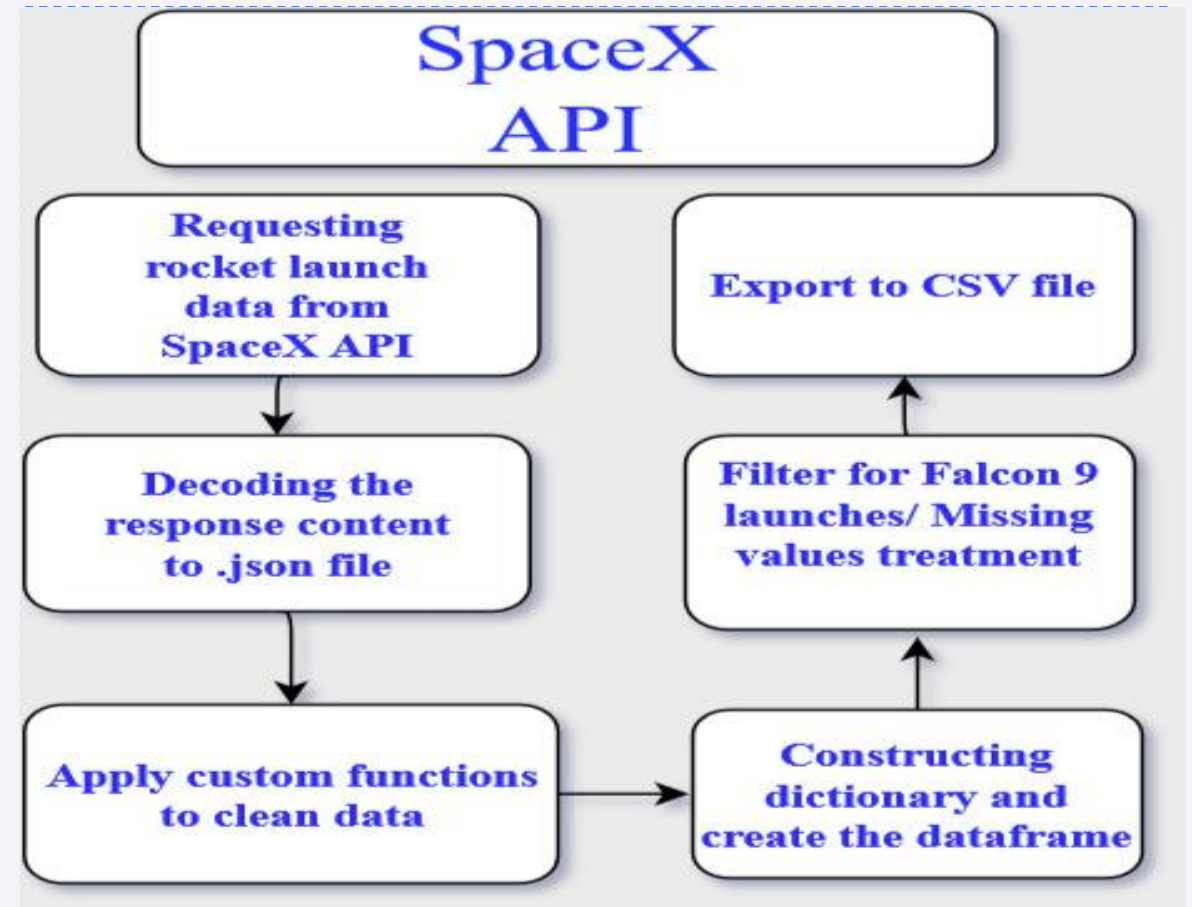 SpaceX
API
Requesting
rocket launch
data from
SpaceX API
Decoding the
response content
to .json file
Apply custom functions
to clean data
Constructing
dictionary and
create the dataframe
Filter for Falcon 9
launches/ Missing
values treatment
Export to CSV file